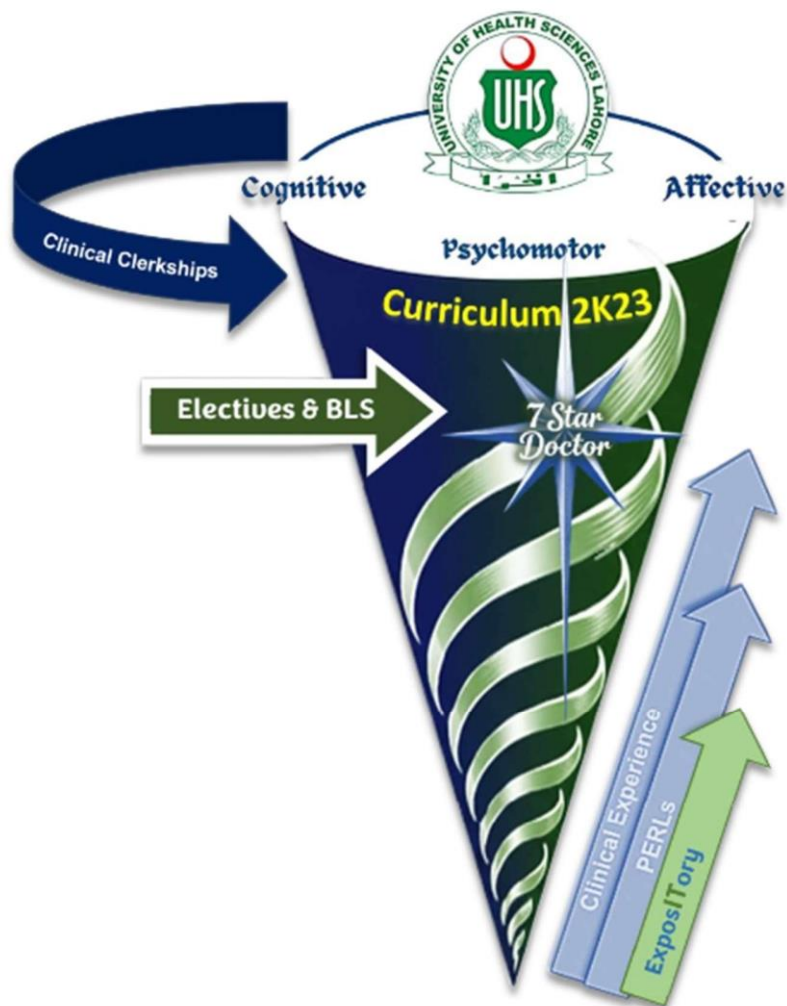 UNIVERSITY OF HEALTH SCIENCES LAHORE
UHS
اقرا
Cognitive
Affective
Psychomotor
Clinical Clerkships
Curriculum 2K23
Electives & BLS
7 Star
Doctor
Clinical Experience
PERLs
ExposITory